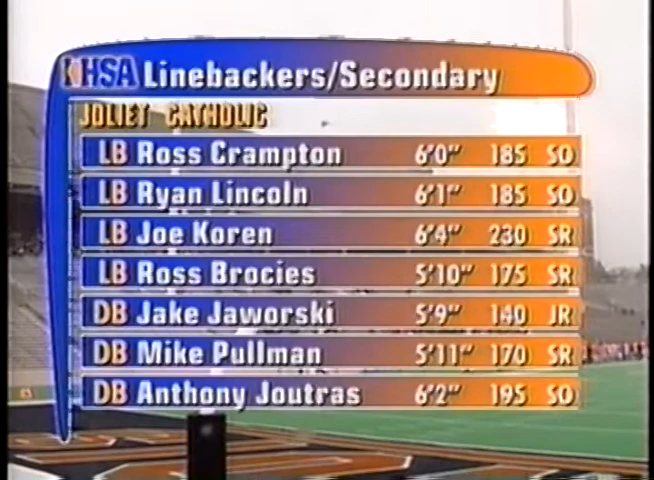 IHSA Linebackers/Secondary
JOLIET CATHOLIC
LB Ross Crampton 6'0" 185 SO
LB Ryan Lincoln 6'1" 185 SO
LB Joe Koren 6'4" 230 SR
LB Ross Brocies 5'10" 175 SR
DB Jake Jaworski 5'9" 140 JR
DB Mike Pullman 5'11" 170 SR
DB Anthony Joutras 6'2" 195 SO